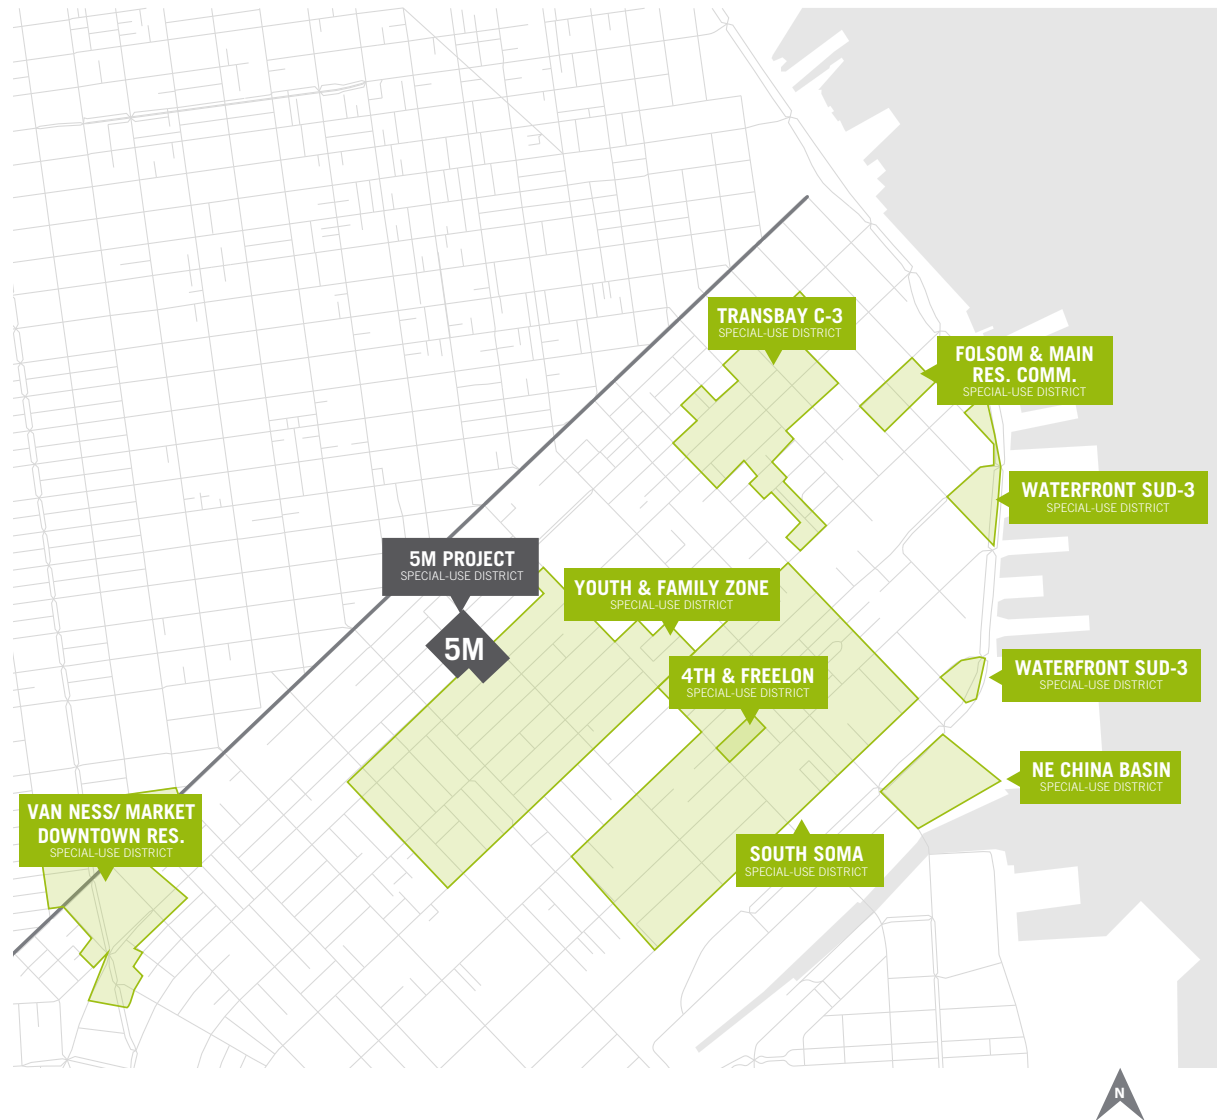 TRANSBAY C-3
SPECIAL-USE DISTRICT
FOLSOM & MAIN
RES. COMM.
SPECIAL-USE DISTRICT
WATERFRONT SUD-3
SPECIAL-USE DISTRICT
5M PROJECT
SPECIAL-USE DISTRICT
YOUTH & FAMILY ZONE
SPECIAL-USE DISTRICT
5M
4TH & FREELON
SPECIAL-USE DISTRICT
WATERFRONT SUD-3
SPECIAL-USE DISTRICT
NE CHINA BASIN
SPECIAL-USE DISTRICT
VAN NESS/ MARKET
DOWNTOWN RES.
SPECIAL-USE DISTRICT
SOUTH SOMA
SPECIAL-USE DISTRICT
N